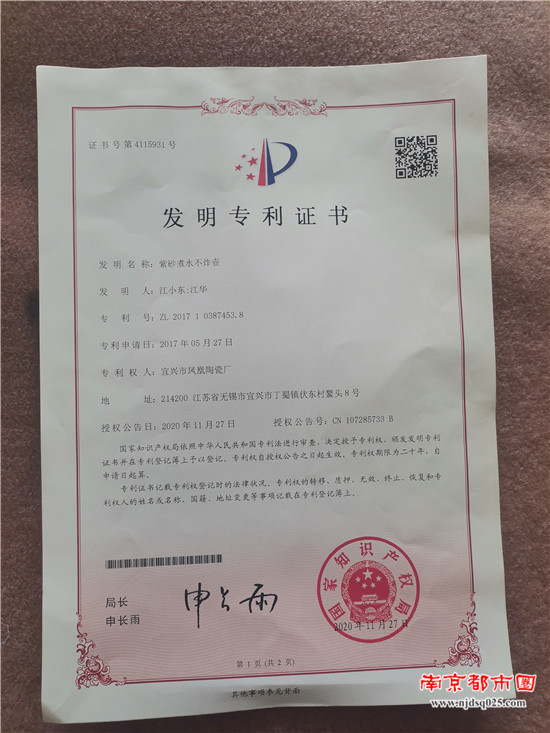 证书号第4115931号
发明专利证书
发明名称:紫砂煮水不炸壶
发明人:江小东;江华
专利号:ZL 2017 1 0387453.8
专利申请日:2017年05月27日
专利权人:宜兴市凤凰陶瓷厂
地址:214200 江苏省无锡市宜兴市丁蜀镇伏东村鳌头8号
授权公告日:2020年11月27日 授权公告号:CN 107285733 B
国家知识产权局依照中华人民共和国专利法进行审查,决定授予专利权,颁发发明专利
证书并在专利登记簿上予以登记。专利权自授权公告之日起生效。专利权期限为二十年,自
申请日起算。
专利证书记载专利权登记时的法律状况。专利权的转移、质押、无效、终止、恢复和专
利权人的姓名或名称、国籍、地址变更等事项记载在专利登记簿上。
局长
申长雨
申长雨
国家知识产权局
2020年11月27日
第1页(共2页)
其他事项参见背面
南京都市圈
www.njdsq025.com